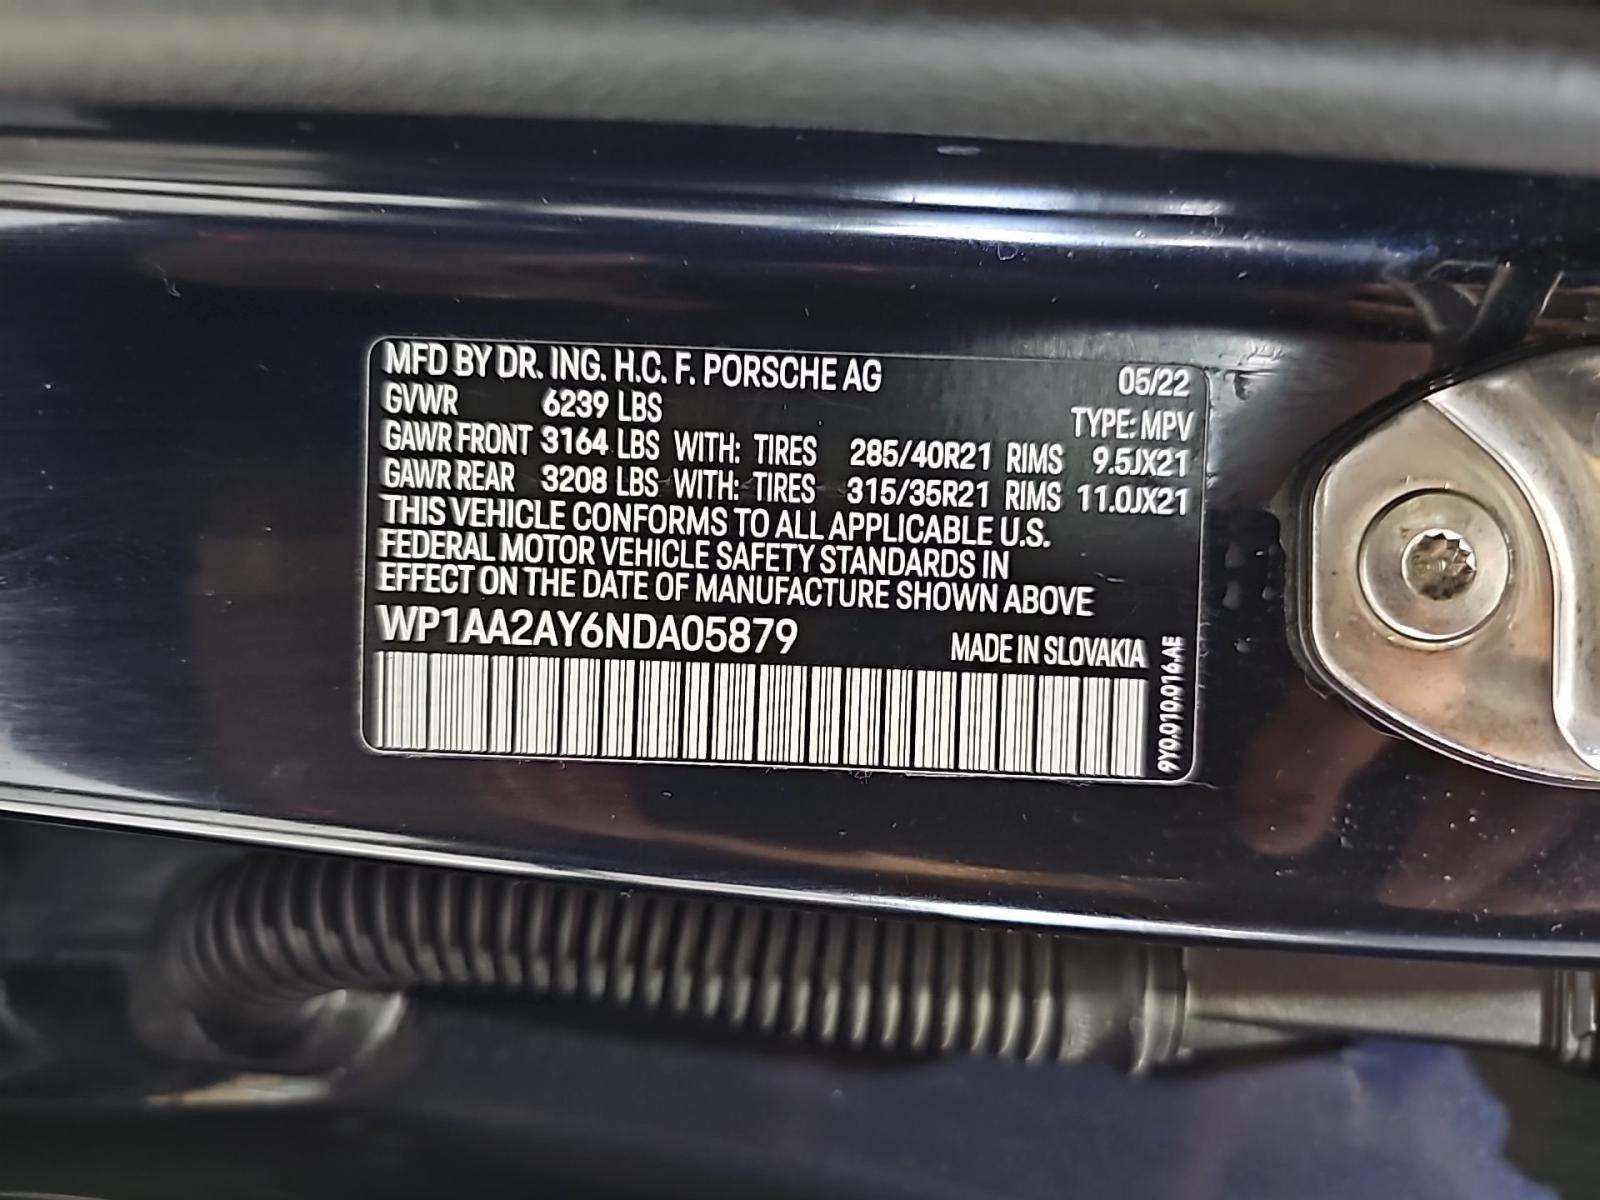 MFD BY DR. ING. H.C. F. PORSCHE AG 05/22
GVWR 6239 LBS TYPE: MPV
GAWR FRONT 3164 LBS WITH: TIRES 285/40R21 RIMS 9.5JX21
GAWR REAR 3208 LBS WITH: TIRES 315/35R21 RIMS 11.0JX21
THIS VEHICLE CONFORMS TO ALL APPLICABLE U.S.
FEDERAL MOTOR VEHICLE SAFETY STANDARDS IN
EFFECT ON THE DATE OF MANUFACTURE SHOWN ABOVE
WP1AA2AY6NDA05879 MADE IN SLOVAKIA
9Y0.010.916.AE